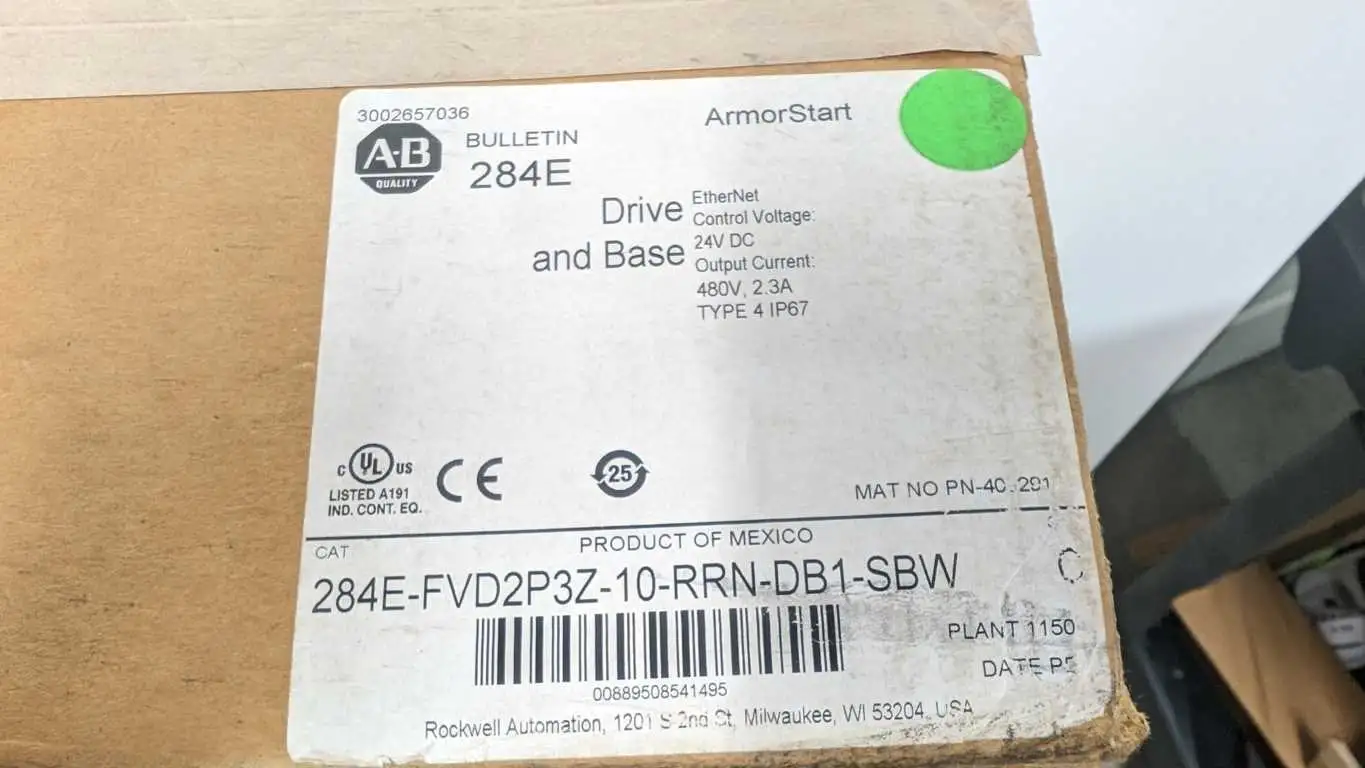 3002657036
A-B
QUALITY
BULLETIN
284E
ArmorStart
Drive
and Base
EtherNet
Control Voltage:
24V DC
Output Current:
480V, 2.3A
TYPE 4 IP67
C UL US
LISTED A191
IND. CONT. EQ.
CE
25
MAT NO
PRODUCT OF MEXICO
CAT
284E-FVD2P3Z-10-RRN-DB1-SBW
C
PLANT 1150
DATE
00889508541495
Rockwell Automation, 1201 S 2nd St, Milwaukee, WI 53204 USA